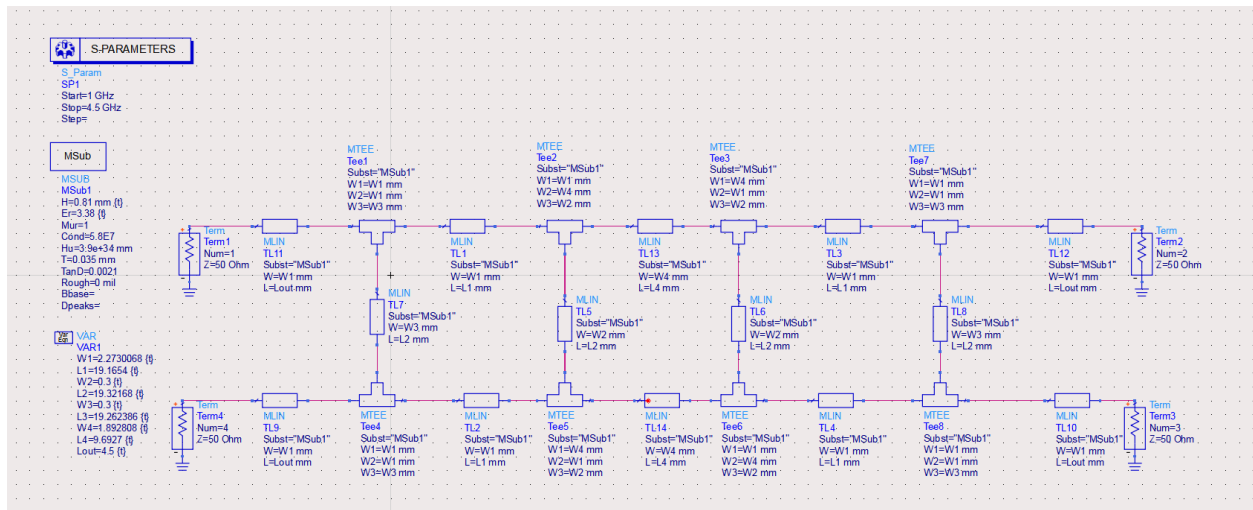 S-PARAMETERS
S_Param
SP1
Start=1 GHz
Stop=4.5 GHz
Step=
MSub
MSUB
MSub1
H=0.81 mm {t}
Er=3.38 {t}
Mur=1
Cond=5.8E7
Hu=3.9e+34 mm
T=0.035 mm
TanD=0.0021
Rough=0 mil
Bbase=
Dpeaks=
Var
Eqn
VAR
VAR1
W1=2.2730068 {t}
L1=19.1654 {t}
W2=0.3 {t}
L2=19.32168 {t}
W3=0.3 {t}
L3=19.262386 {t}
W4=1.892808 {t}
L4=9.6927 {t}
Lout=4.5 {t}
MTEE
Tee1
Subst="MSub1"
W1=W1 mm
W2=W1 mm
W3=W3 mm
MTEE
Tee2
Subst="MSub1"
W1=W1 mm
W2=W4 mm
W3=W2 mm
MTEE
Tee3
Subst="MSub1"
W1=W4 mm
W2=W1 mm
W3=W2 mm
MTEE
Tee7
Subst="MSub1"
W1=W1 mm
W2=W1 mm
W3=W3 mm
Term
Term1
Num=1
Z=50 Ohm
MLIN
TL11
Subst="MSub1"
W=W1 mm
L=Lout mm
MLIN
TL1
Subst="MSub1"
W=W1 mm
L=L1 mm
MLIN
TL13
Subst="MSub1"
W=W4 mm
L=L4 mm
MLIN
TL3
Subst="MSub1"
W=W1 mm
L=L1 mm
MLIN
TL12
Subst="MSub1"
W=W1 mm
L=Lout mm
Term
Term2
Num=2
Z=50 Ohm
MLIN
TL7
Subst="MSub1"
W=W3 mm
L=L2 mm
MLIN
TL5
Subst="MSub1"
W=W2 mm
L=L2 mm
MLIN
TL6
Subst="MSub1"
W=W2 mm
L=L2 mm
MLIN
TL8
Subst="MSub1"
W=W3 mm
L=L2 mm
Term
Term4
Num=4
Z=50 Ohm
MLIN
TL9
Subst="MSub1"
W=W1 mm
L=Lout mm
MTEE
Tee4
Subst="MSub1"
W1=W1 mm
W2=W1 mm
W3=W3 mm
MLIN
TL2
Subst="MSub1"
W=W1 mm
L=L1 mm
MTEE
Tee5
Subst="MSub1"
W1=W4 mm
W2=W1 mm
W3=W2 mm
MLIN
TL14
Subst="MSub1"
W=W4 mm
L=L4 mm
MTEE
Tee6
Subst="MSub1"
W1=W1 mm
W2=W4 mm
W3=W2 mm
MLIN
TL4
Subst="MSub1"
W=W1 mm
L=L1 mm
MTEE
Tee8
Subst="MSub1"
W1=W1 mm
W2=W1 mm
W3=W3 mm
MLIN
TL10
Subst="MSub1"
W=W1 mm
L=Lout mm
Term
Term3
Num=3
Z=50 Ohm